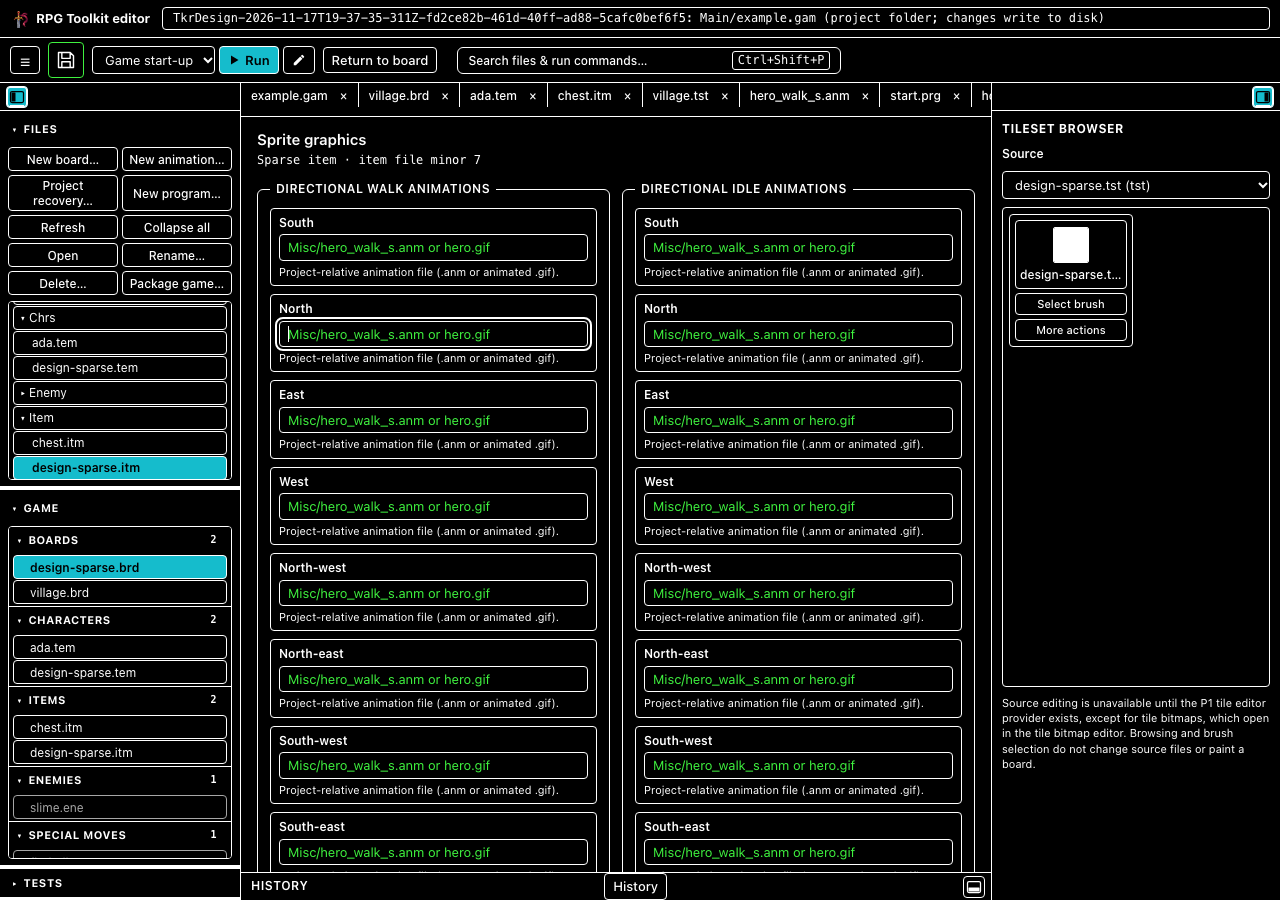 RPG Toolkit editor
TkrDesign-2026-11-17T19-37-35-311Z-fd2ce82b-461d-40ff-ad88-5cafc0bef6f5: Main/example.gam (project folder; changes write to disk)
Game start-up
Run
Return to board
Search files & run commands...
Ctrl+Shift+P
FILES
New board...
New animation...
Project recovery...
New program...
Refresh
Collapse all
Open
Rename...
Delete...
Package game...
Chrs
ada.tem
design-sparse.tem
Enemy
Item
chest.itm
design-sparse.itm
GAME
BOARDS 2
design-sparse.brd
village.brd
CHARACTERS 2
ada.tem
design-sparse.tem
ITEMS 2
chest.itm
design-sparse.itm
ENEMIES 1
slime.ene
SPECIAL MOVES 1
TESTS
example.gam ×
village.brd ×
ada.tem ×
chest.itm ×
village.tst ×
hero_walk_s.anm ×
start.prg ×
Sprite graphics
Sparse item · item file minor 7
DIRECTIONAL WALK ANIMATIONS
South
Misc/hero_walk_s.anm or hero.gif
Project-relative animation file (.anm or animated .gif).
North
Misc/hero_walk_s.anm or hero.gif
Project-relative animation file (.anm or animated .gif).
East
Misc/hero_walk_s.anm or hero.gif
Project-relative animation file (.anm or animated .gif).
West
Misc/hero_walk_s.anm or hero.gif
Project-relative animation file (.anm or animated .gif).
North-west
Misc/hero_walk_s.anm or hero.gif
Project-relative animation file (.anm or animated .gif).
North-east
Misc/hero_walk_s.anm or hero.gif
Project-relative animation file (.anm or animated .gif).
South-west
Misc/hero_walk_s.anm or hero.gif
Project-relative animation file (.anm or animated .gif).
South-east
Misc/hero_walk_s.anm or hero.gif
DIRECTIONAL IDLE ANIMATIONS
South
Misc/hero_walk_s.anm or hero.gif
Project-relative animation file (.anm or animated .gif).
North
Misc/hero_walk_s.anm or hero.gif
Project-relative animation file (.anm or animated .gif).
East
Misc/hero_walk_s.anm or hero.gif
Project-relative animation file (.anm or animated .gif).
West
Misc/hero_walk_s.anm or hero.gif
Project-relative animation file (.anm or animated .gif).
North-west
Misc/hero_walk_s.anm or hero.gif
Project-relative animation file (.anm or animated .gif).
North-east
Misc/hero_walk_s.anm or hero.gif
Project-relative animation file (.anm or animated .gif).
South-west
Misc/hero_walk_s.anm or hero.gif
Project-relative animation file (.anm or animated .gif).
South-east
Misc/hero_walk_s.anm or hero.gif
HISTORY
History
TILESET BROWSER
Source
design-sparse.tst (tst)
design-sparse.t...
Select brush
More actions
Source editing is unavailable until the P1 tile editor
provider exists, except for tile bitmaps, which open
in the tile bitmap editor. Browsing and brush
selection do not change source files or paint a
board.